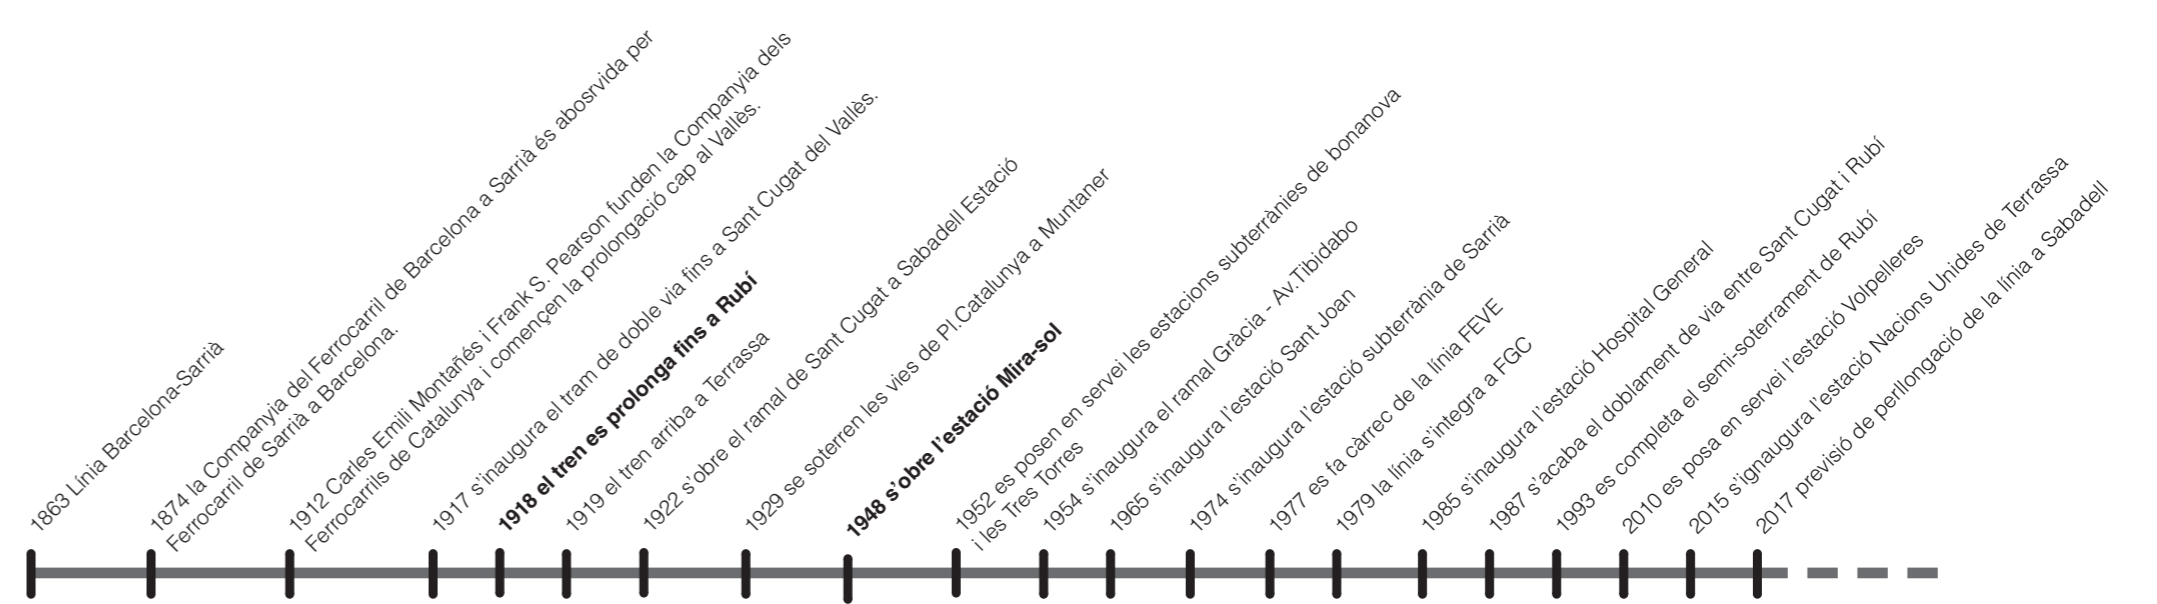 1863 Línia Barcelona-Sarrià
1874 la Companyia del Ferrocarril de Barcelona a Sarrià és abosrvida per
Ferrocarril de Sarrià a Barcelona.
1912 Carles Emili Montañés i Frank S. Pearson funden la Companyia dels
Ferrocarrils de Catalunya i començen la prolongació cap al Vallès.
1917 s'inaugura el tram de doble via fins a Sant Cugat del Vallès.
1918 el tren es prolonga fins a Rubí
1919 el tren arriba a Terrassa
1922 s'obre el ramal de Sant Cugat a Sabadell Estació
1929 se soterren les vies de Pl.Catalunya a Muntaner
1948 s'obre l'estació Mira-sol
1952 es posen en servei les estacions subterrànies de bonanova
i les Tres Torres
1954 s'inaugura el ramal Gràcia - Av.Tibidabo
1965 s'inaugura l'estació Sant Joan
1974 s'inaugura l'estació subterrània de Sarrià
1977 es fa càrrec de la línia FEVE
1979 la línia s'integra a FGC
1985 s'inaugura l'estació Hospital General
1987 s'acaba el doblament de via entre Sant Cugat i Rubí
1993 es completa el semi-soterrament de Rubí
2010 es posa en servei l'estació Volpelleres
2015 s'ignaugura l'estació Nacions Unides de Terrassa
2017 previsió de perllongació de la línia a Sabadell